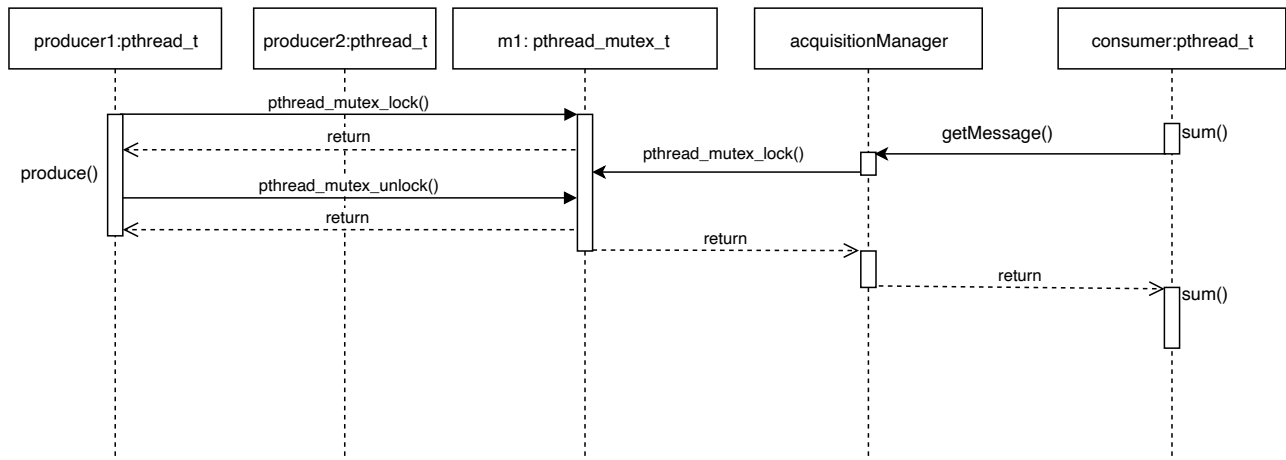 producer1:pthread_t
producer2:pthread_t
m1: pthread_mutex_t
acquisitionManager
consumer:pthread_t
pthread_mutex_lock()
return
getMessage()
sum()
pthread_mutex_lock()
produce()
pthread_mutex_unlock()
return
return
return
sum()